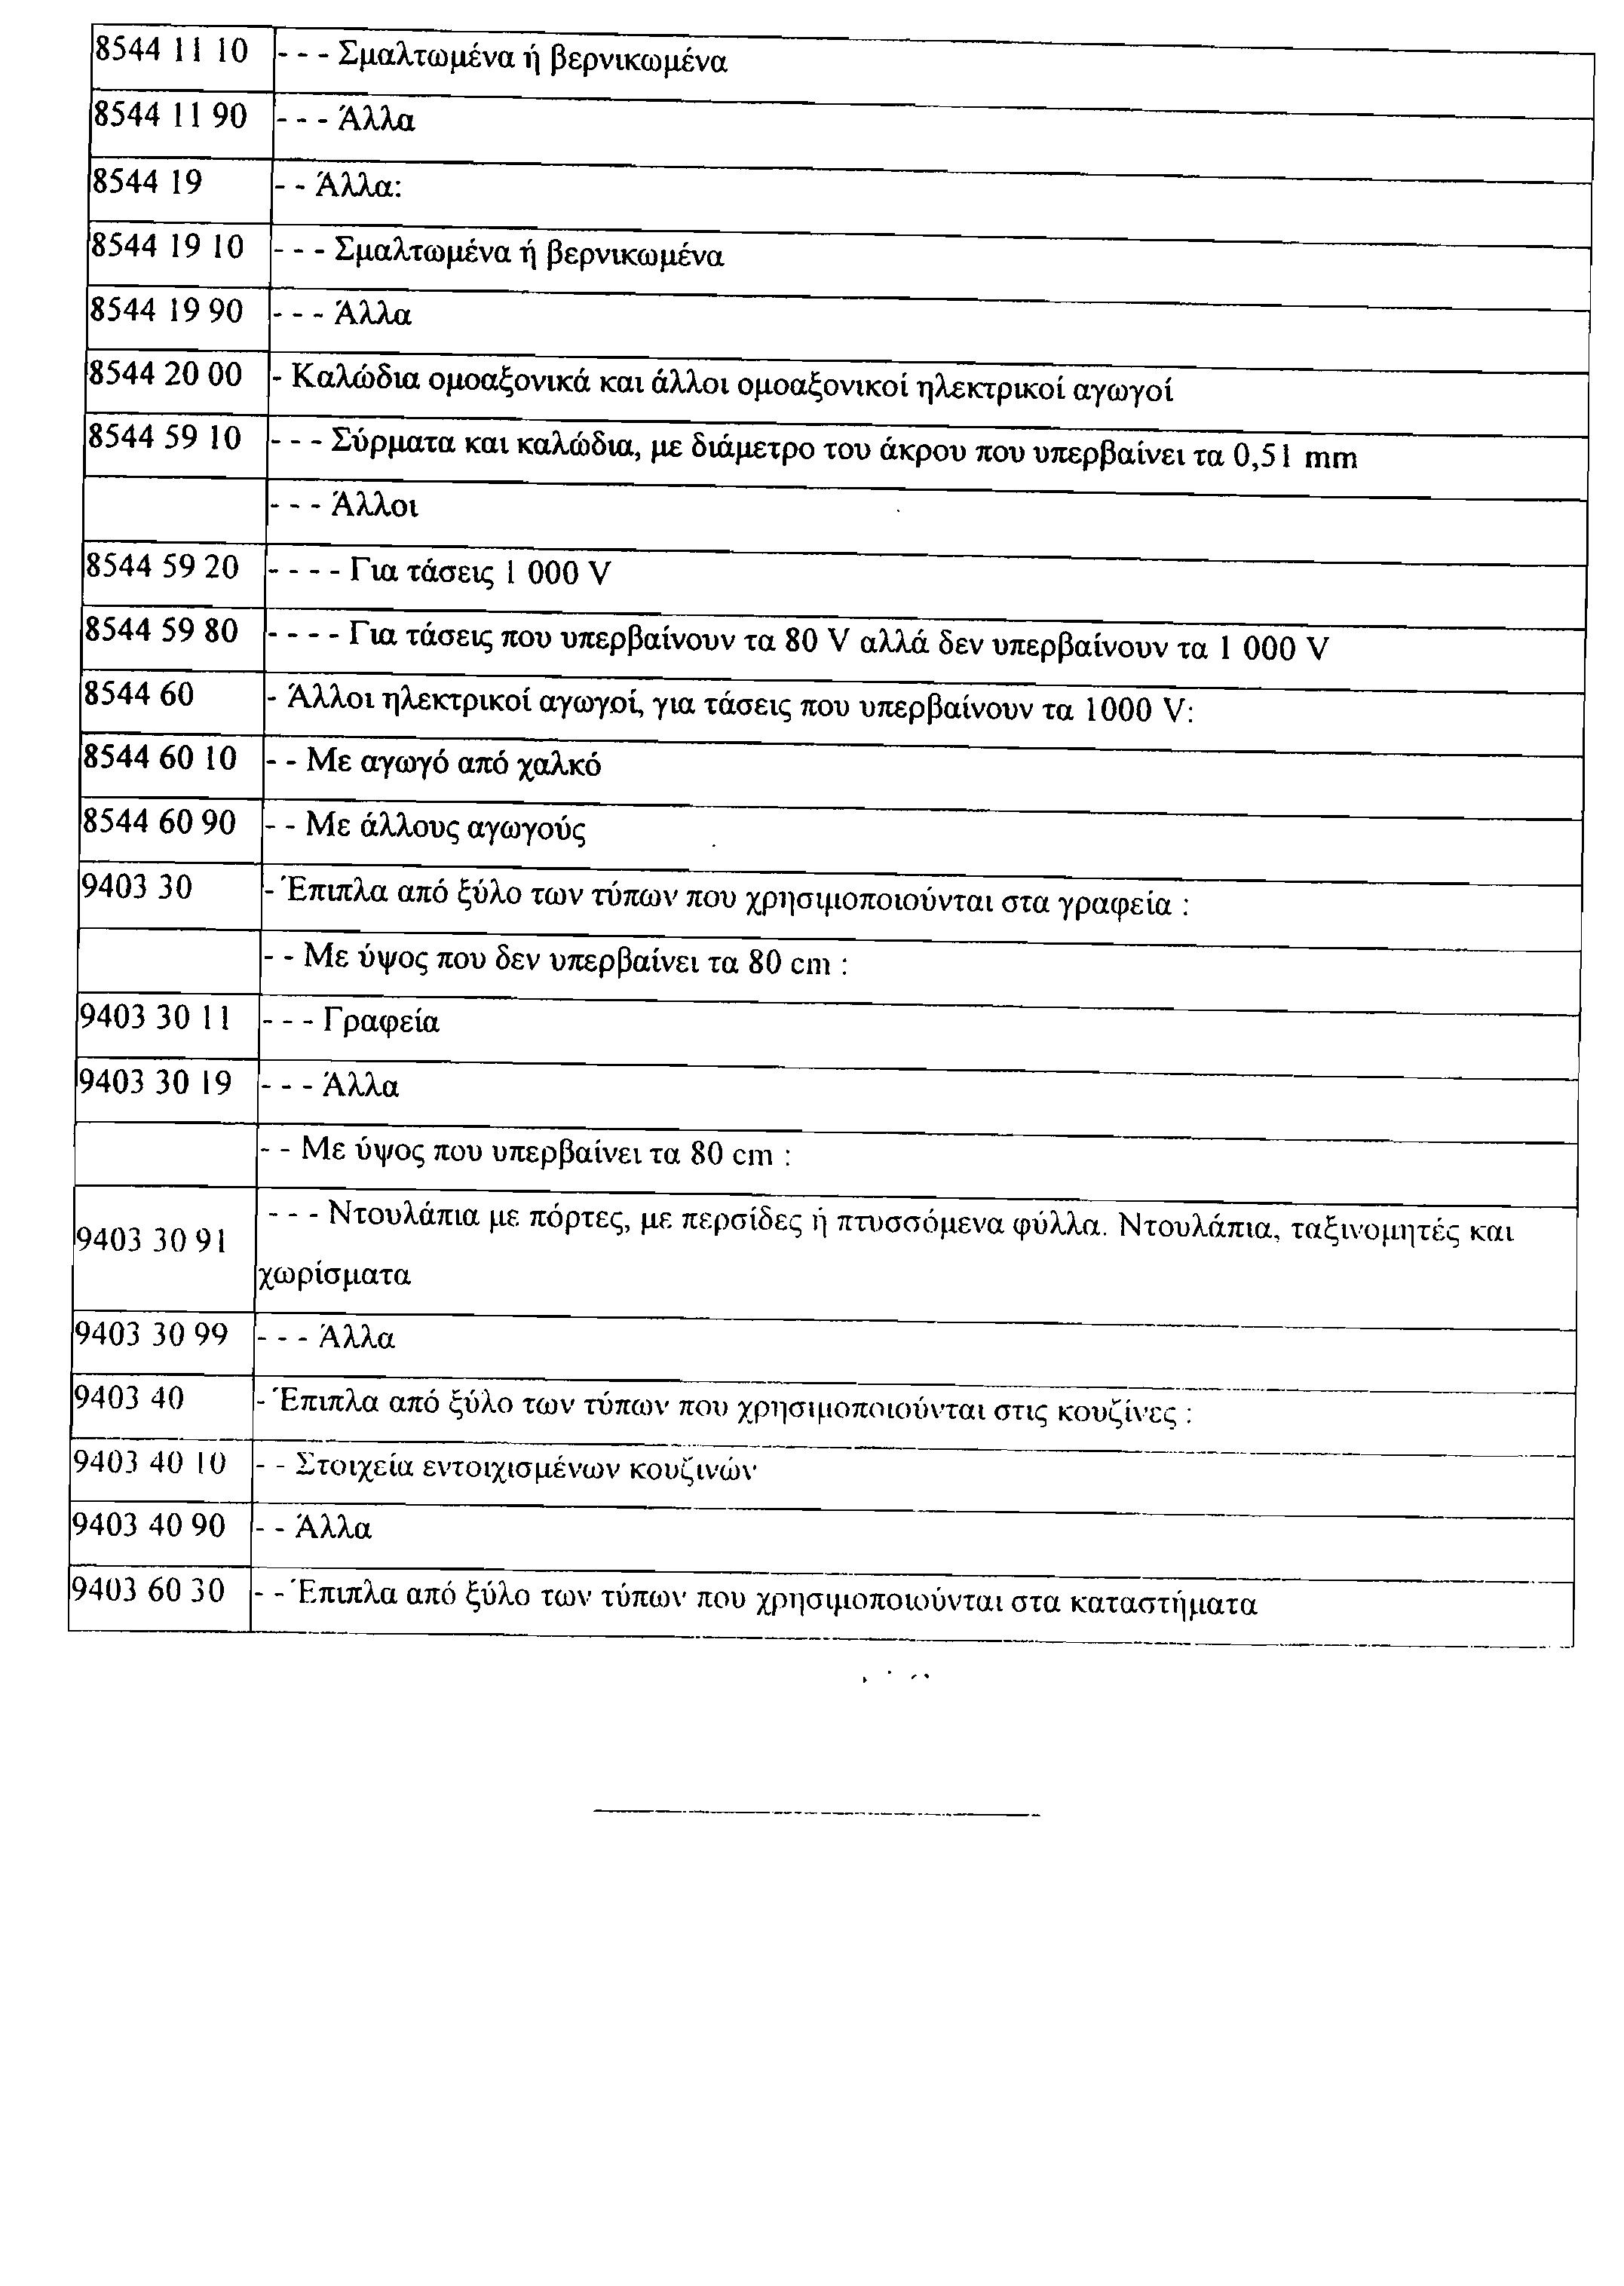 8544 11 10 - - - Σμαλτωμένα ή βερνικωμένα
8544 11 90 - - - Άλλα
8544 19 - - Άλλα:
8544 19 10 - - - Σμαλτωμένα ή βερνικωμένα
8544 19 90 - - - Άλλα
8544 20 00 - Καλώδια ομοαξονικά και άλλοι ομοαξονικοί ηλεκτρικοί αγωγοί
8544 59 10 - - - Σύρματα και καλώδια, με διάμετρο του άκρου που υπερβαίνει τα 0,51 mm
- - - Άλλοι
8544 59 20 - - - - Για τάσεις 1 000 V
8544 59 80 - - - - Για τάσεις που υπερβαίνουν τα 80 V αλλά δεν υπερβαίνουν τα 1 000 V
8544 60 - Άλλοι ηλεκτρικοί αγωγοί, για τάσεις που υπερβαίνουν τα 1000 V:
8544 60 10 - - Με αγωγό από χαλκό
8544 60 90 - - Με άλλους αγωγούς
9403 30 - Έπιπλα από ξύλο των τύπων που χρησιμοποιούνται στα γραφεία :
- - Με ύψος που δεν υπερβαίνει τα 80 cm :
9403 30 11 - - - Γραφεία
9403 30 19 - - - Άλλα
- - Με ύψος που υπερβαίνει τα 80 cm :
9403 30 91 - - - Ντουλάπια με πόρτες, με περσίδες ή πτυσσόμενα φύλλα. Ντουλάπια, ταξινομητές και
χωρίσματα
9403 30 99 - - - Άλλα
9403 40 - Έπιπλα από ξύλο των τύπων που χρησιμοποιούνται στις κουζίνες :
9403 40 10 - - Στοιχεία εντοιχισμένων κουζινών
9403 40 90 - - Άλλα
9403 60 30 - - Έπιπλα από ξύλο των τύπων που χρησιμοποιούνται στα καταστήματα